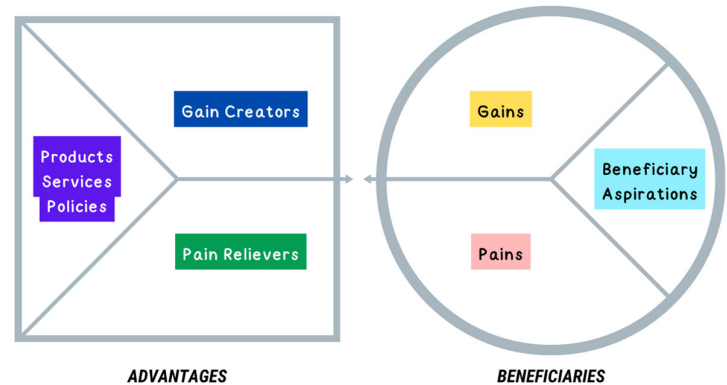 Gain Creators
Products
Services
Policies
Pain Relievers
Gains
Beneficiary
Aspirations
Pains
ADVANTAGES
BENEFICIARIES